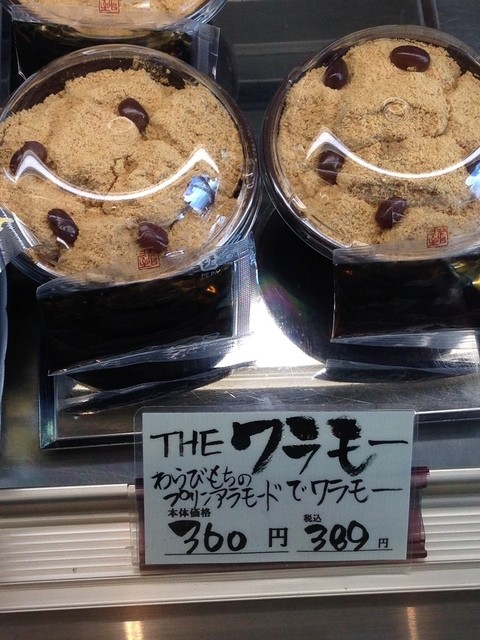 THE ワラモー
わらびもちの
プリンアラモードでワラモー
本体価格 税込
360円 389円